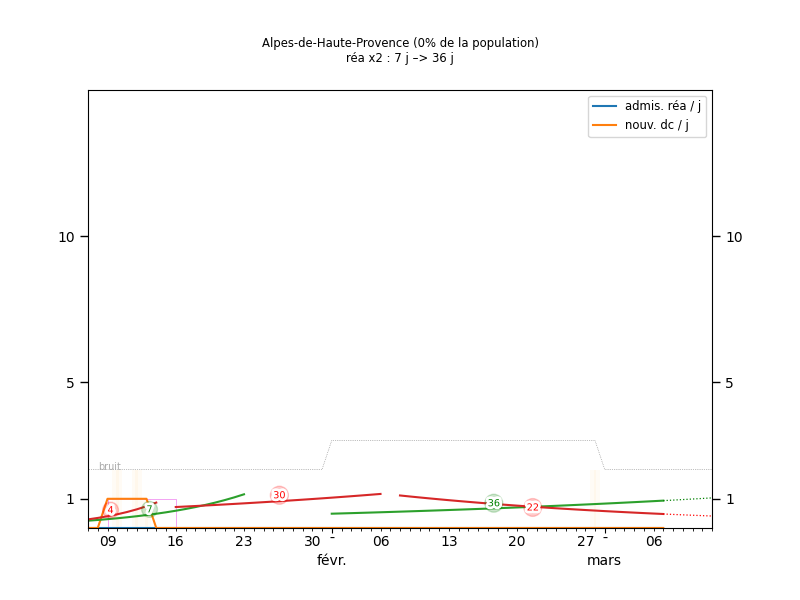 Alpes-de-Haute-Provence (0% de la population)
réa x2 : 7 j –> 36 j
admis. réa / j
nouv. dc / j
10 10
5 5
bruit
1 1
4 7 30 36 22
09 16 23 30 - 06 13 20 27 - 06
févr. mars